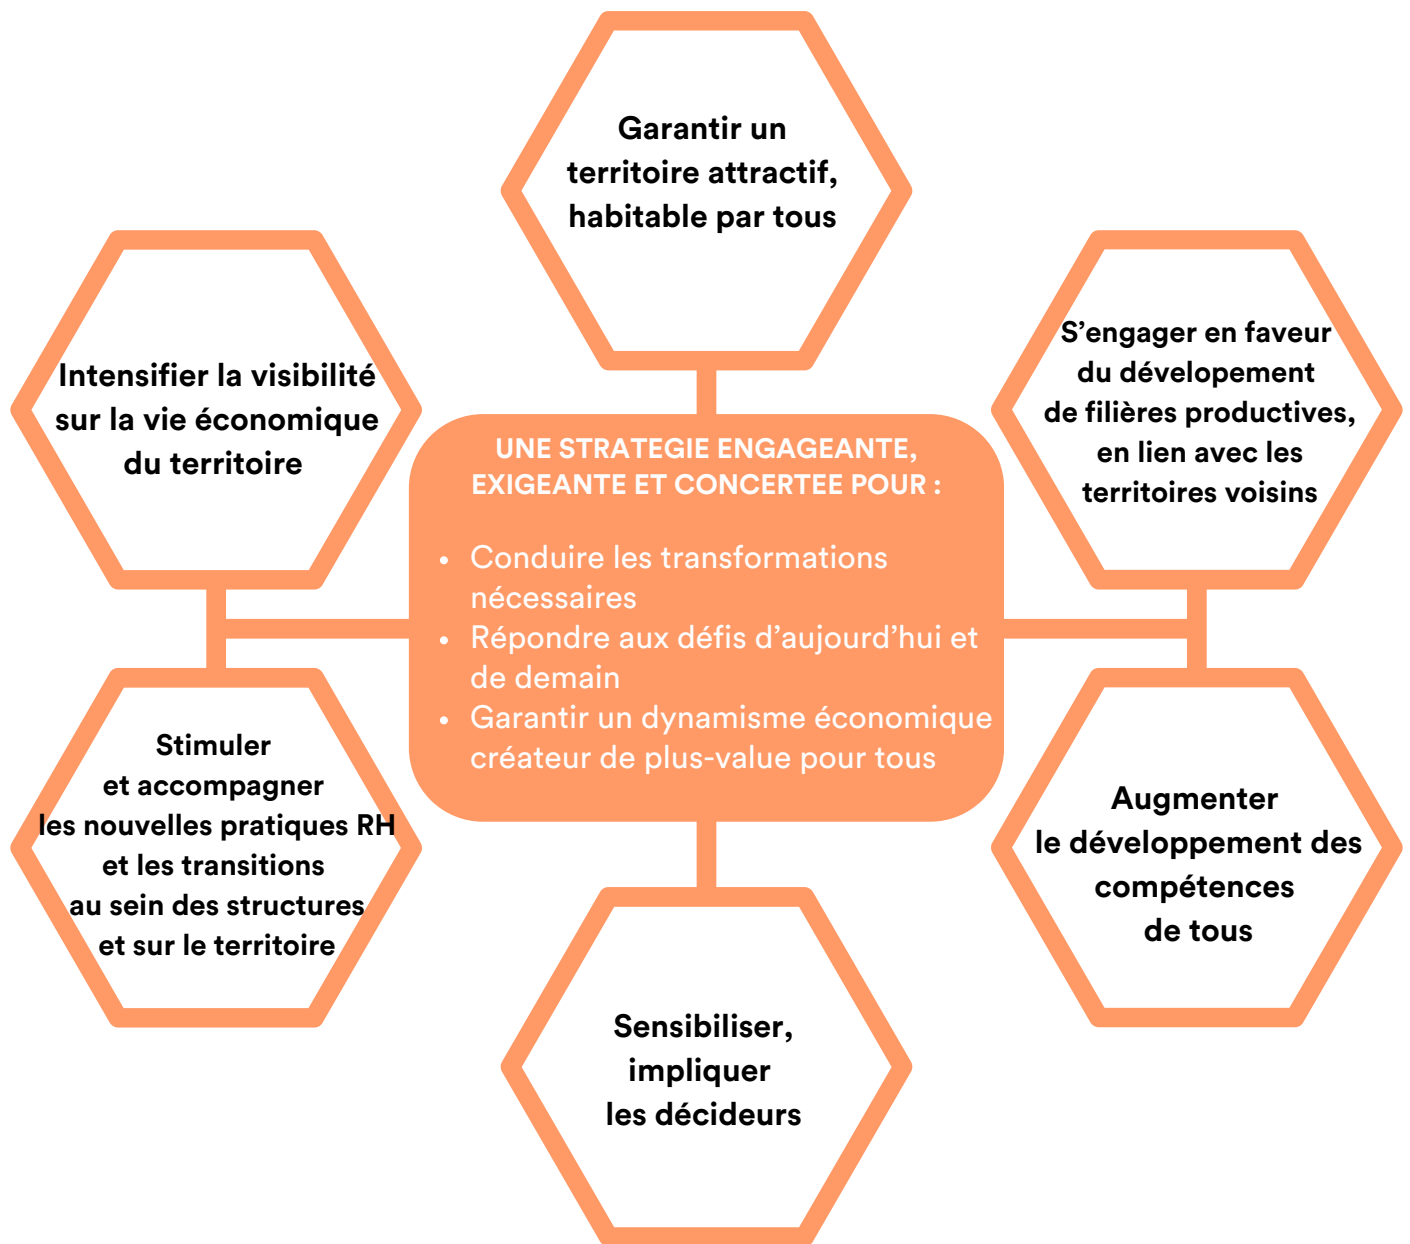 Garantir un
territoire attractif,
habitable par tous
Intensifier la visibilité
sur la vie économique
du territoire
S’engager en faveur
du dévelopement
de filières productives,
en lien avec les
territoires voisins
UNE STRATEGIE ENGAGEANTE,
EXIGEANTE ET CONCERTEE POUR :
• Conduire les transformations
nécessaires
• Répondre aux défis d’aujourd’hui et
de demain
• Garantir un dynamisme économique
créateur de plus-value pour tous
Stimuler
et accompagner
les nouvelles pratiques RH
et les transitions
au sein des structures
et sur le territoire
Augmenter
le développement des
compétences
de tous
Sensibiliser,
impliquer
les décideurs